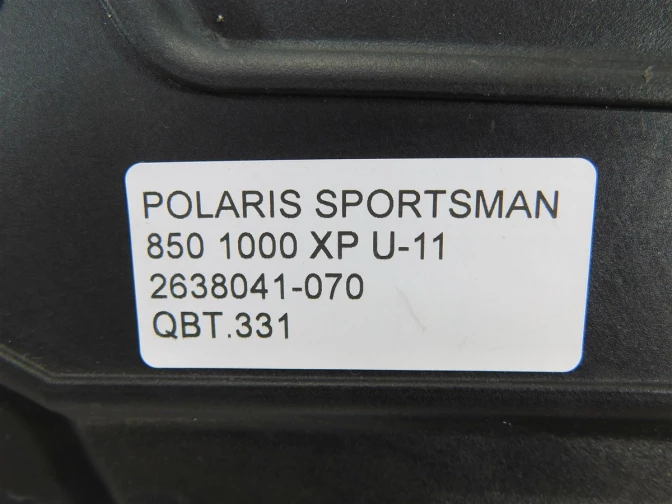 POLARIS SPORTSMAN
850 1000 XP U-11
2638041-070
QBT.331